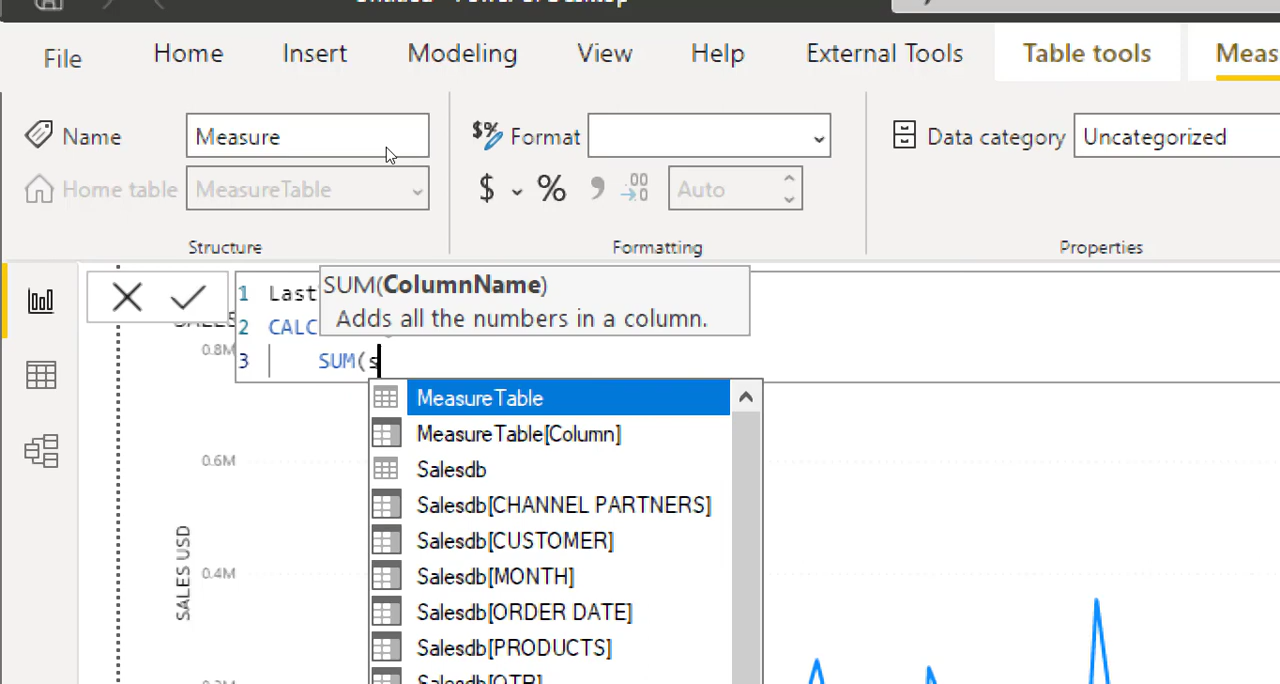 File Home Insert Modeling View Help External Tools Table tools Meas
Name Measure Format Data category Uncategorized
Home table MeasureTable $ % .00 Auto
Structure Formatting Properties
SUM(ColumnName)
1 Last
Adds all the numbers in a column.
2 CALC
0.8M
3 SUM(s
MeasureTable
MeasureTable[Column]
0.6M
Salesdb
Salesdb[CHANNEL PARTNERS]
Salesdb[CUSTOMER]
SALES USD
0.4M
Salesdb[MONTH]
Salesdb[ORDER DATE]
Salesdb[PRODUCTS]